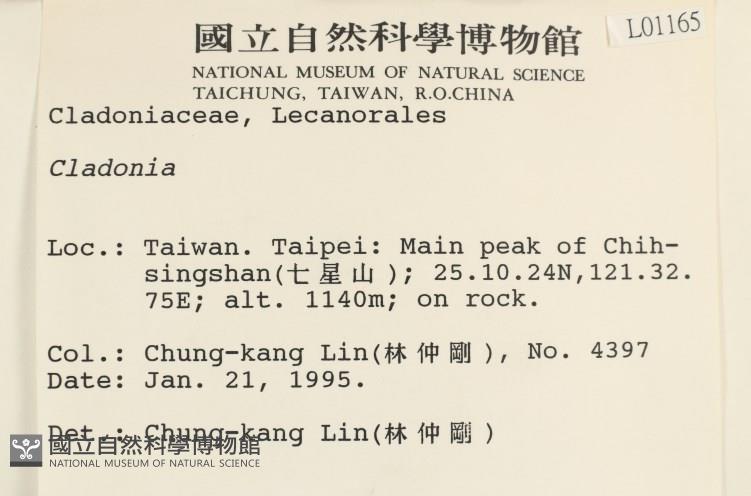 國立自然科學博物館
L01165
NATIONAL MUSEUM OF NATURAL SCIENCE
TAICHUNG, TAIWAN, R.O.CHINA
Cladoniaceae, Lecanorales
Cladonia
Loc.: Taiwan. Taipei: Main peak of Chih-
singshan(七星山); 25.10.24N,121.32.
75E; alt. 1140m; on rock.
Col.: Chung-kang Lin(林仲剛), No. 4397
Date: Jan. 21, 1995.
Det.: Chung-kang Lin(林仲剛)
國立自然科學博物館
NATIONAL MUSEUM OF NATURAL SCIENCE